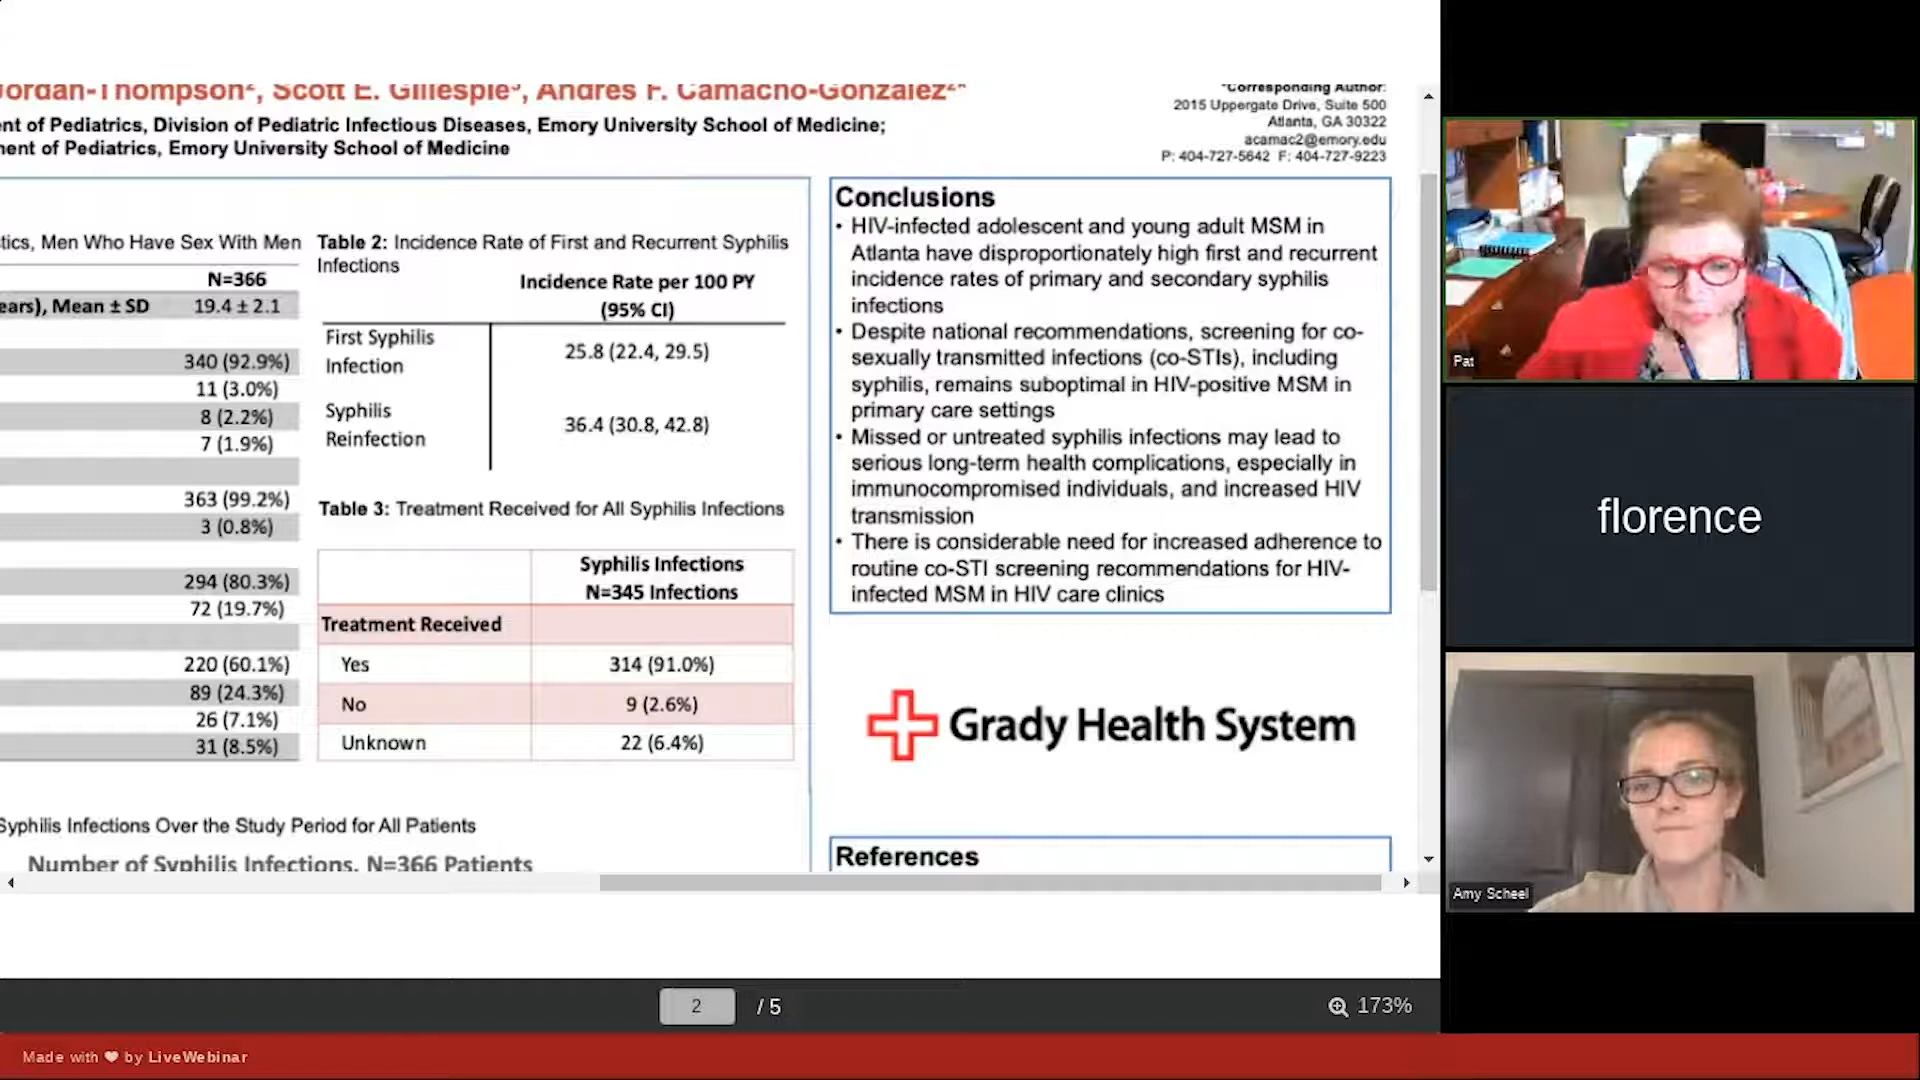 Jordan-Thompson², Scott E. Gillespie³, Andres F. Camacho-Gonzalez²*
nt of Pediatrics, Division of Pediatric Infectious Diseases, Emory University School of Medicine;
nent of Pediatrics, Emory University School of Medicine
*Corresponding Author:
2015 Uppergate Drive, Suite 500
Atlanta, GA 30322
acamac2@emory.edu
P: 404-727-5642 F: 404-727-9223
tics, Men Who Have Sex With Men
N=366
ears), Mean ± SD 19.4 ± 2.1
340 (92.9%)
11 (3.0%)
8 (2.2%)
7 (1.9%)
363 (99.2%)
3 (0.8%)
294 (80.3%)
72 (19.7%)
220 (60.1%)
89 (24.3%)
26 (7.1%)
31 (8.5%)
Table 2: Incidence Rate of First and Recurrent Syphilis
Infections
Incidence Rate per 100 PY
(95% CI)
First Syphilis
Infection
25.8 (22.4, 29.5)
Syphilis
Reinfection
36.4 (30.8, 42.8)
Table 3: Treatment Received for All Syphilis Infections
Syphilis Infections
N=345 Infections
Treatment Received
Yes 314 (91.0%)
No 9 (2.6%)
Unknown 22 (6.4%)
Syphilis Infections Over the Study Period for All Patients
Number of Syphilis Infections, N=366 Patients
Conclusions
• HIV-infected adolescent and young adult MSM in
Atlanta have disproportionately high first and recurrent
incidence rates of primary and secondary syphilis
infections
• Despite national recommendations, screening for co-
sexually transmitted infections (co-STIs), including
syphilis, remains suboptimal in HIV-positive MSM in
primary care settings
• Missed or untreated syphilis infections may lead to
serious long-term health complications, especially in
immunocompromised individuals, and increased HIV
transmission
• There is considerable need for increased adherence to
routine co-STI screening recommendations for HIV-
infected MSM in HIV care clinics
Grady Health System
References
Pat
florence
Amy Scheel
2 / 5
173%
Made with ❤ by LiveWebinar